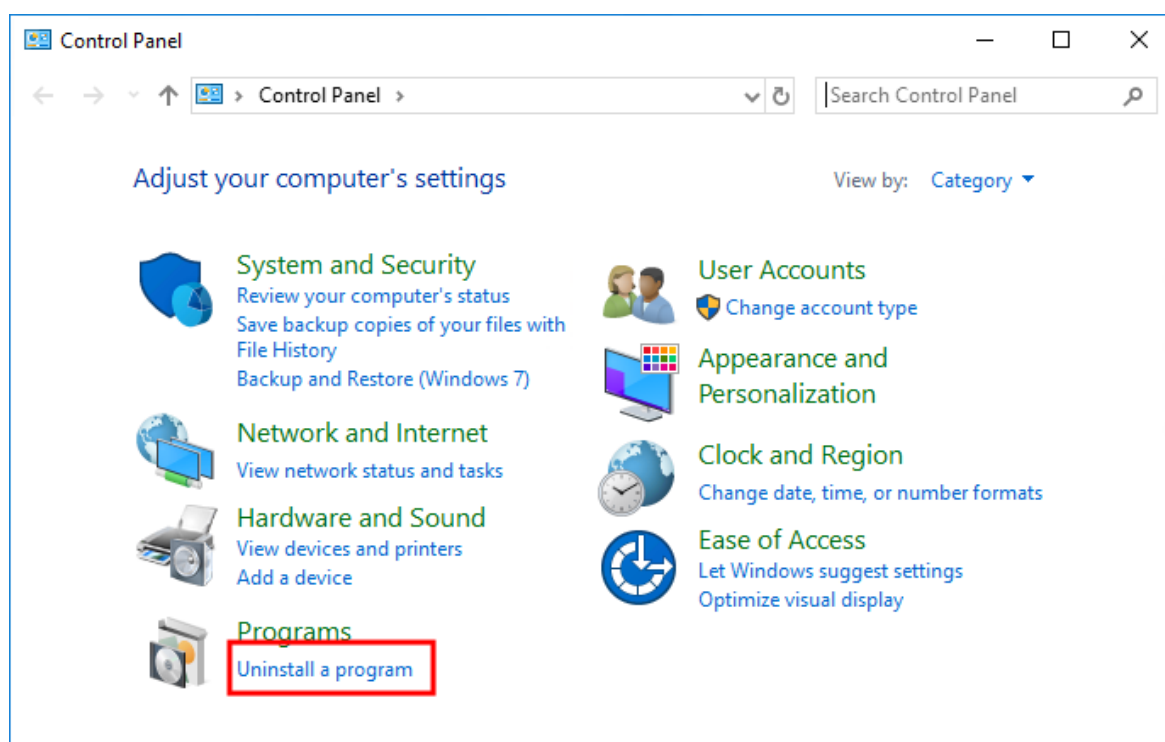 Control Panel
Control Panel
Search Control Panel
Adjust your computer's settings
View by: Category
System and Security
Review your computer's status
Save backup copies of your files with
File History
Backup and Restore (Windows 7)
Network and Internet
View network status and tasks
Hardware and Sound
View devices and printers
Add a device
Programs
Uninstall a program
User Accounts
Change account type
Appearance and
Personalization
Clock and Region
Change date, time, or number formats
Ease of Access
Let Windows suggest settings
Optimize visual display